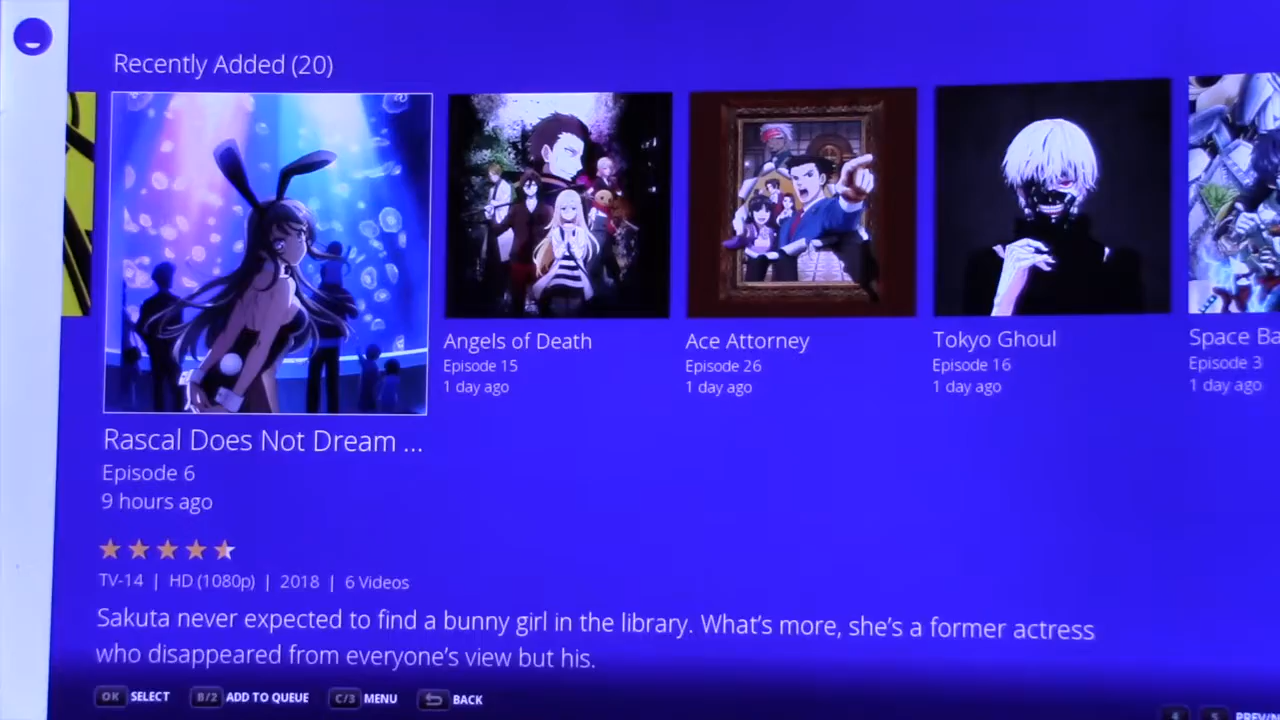 Recently Added (20)
Angels of Death
Episode 15
1 day ago
Ace Attorney
Episode 26
1 day ago
Tokyo Ghoul
Episode 16
1 day ago
Space Ba
Episode 3
1 day ago
Rascal Does Not Dream ...
Episode 6
9 hours ago
TV-14 | HD (1080p) | 2018 | 6 Videos
Sakuta never expected to find a bunny girl in the library. What's more, she's a former actress
who disappeared from everyone's view but his.
OK SELECT B/2 ADD TO QUEUE C/3 MENU BACK